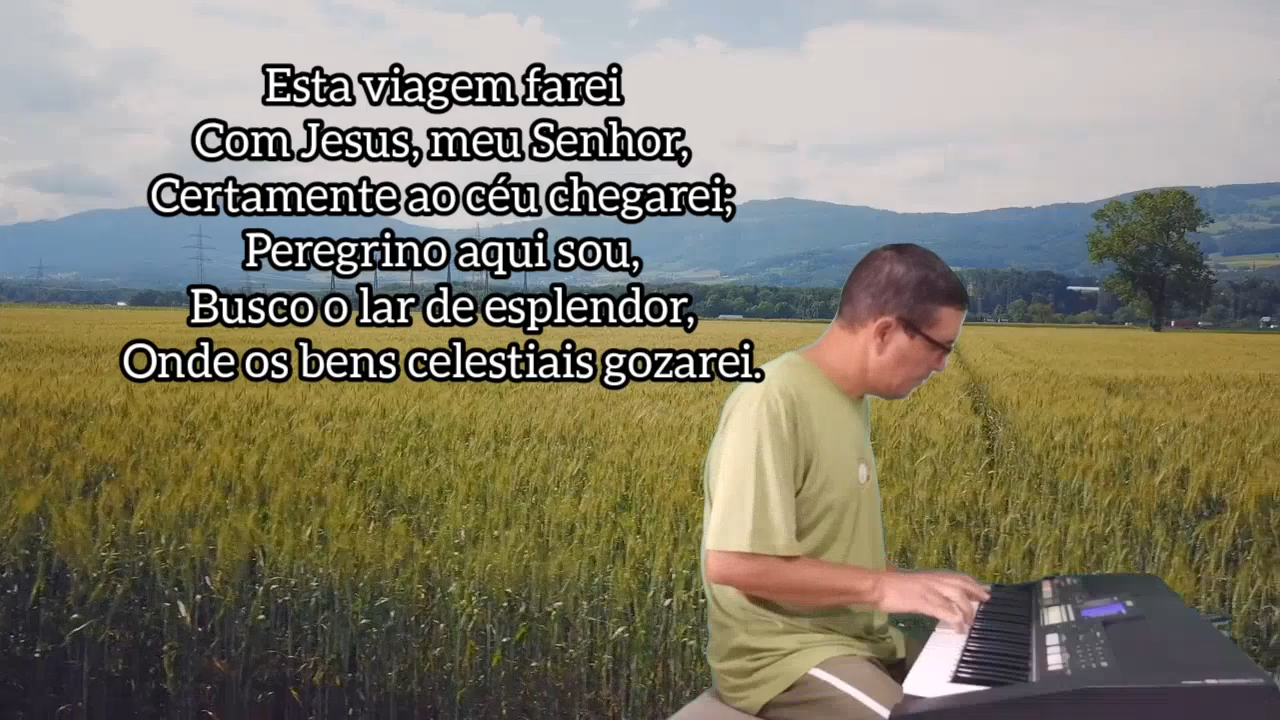 Esta viagem farei
Com Jesus, meu Senhor,
Certamente ao céu chegarei;
Peregrino aqui sou,
Busco o lar de esplendor,
Onde os bens celestiais gozarei.